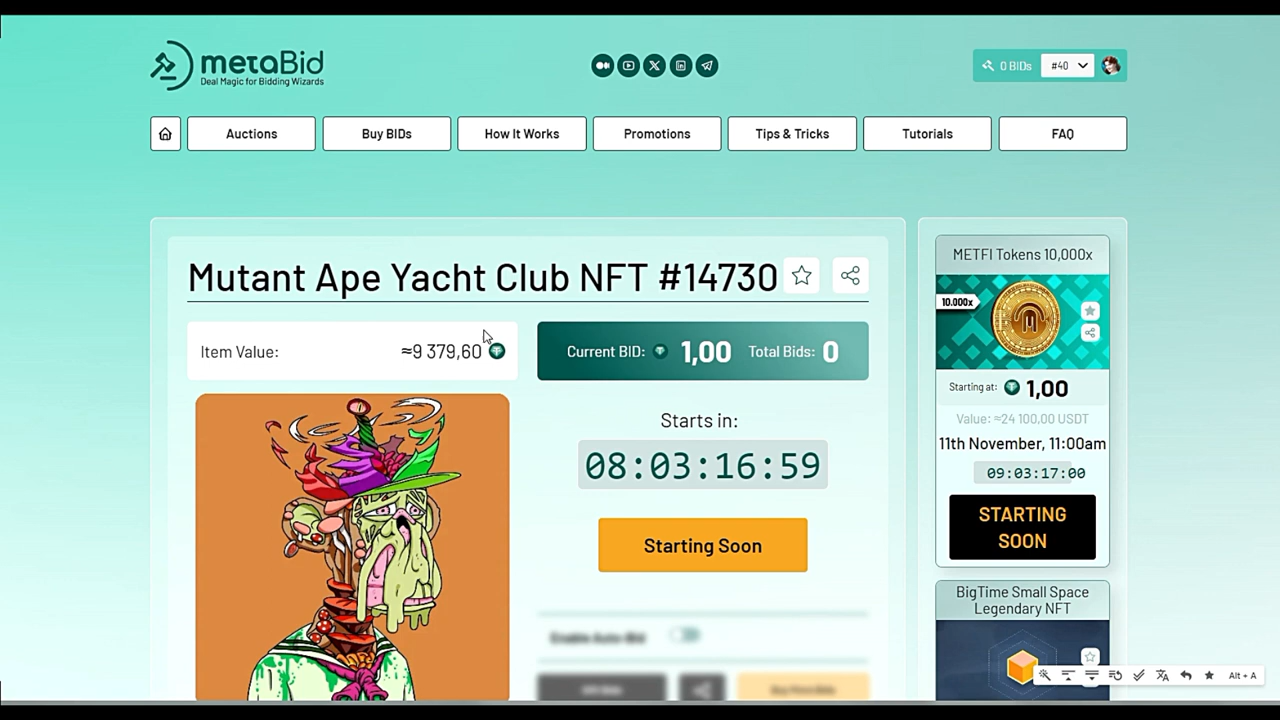 metaBid
Deal Magic for Bidding Wizards
0 BIDs
#40
Auctions
Buy BIDs
How It Works
Promotions
Tips & Tricks
Tutorials
FAQ
Mutant Ape Yacht Club NFT #14730
Item Value:
≈9 379,60
Current BID: 1,00 Total Bids: 0
Starts in:
08:03:16:59
Starting Soon
Enable Auto-Bid
METFI Tokens 10,000x
10.000x
Starting at: 1,00
Value: ≈24 100,00 USDT
11th November, 11:00am
09:03:17:00
STARTING
SOON
BigTime Small Space
Legendary NFT
Alt + A